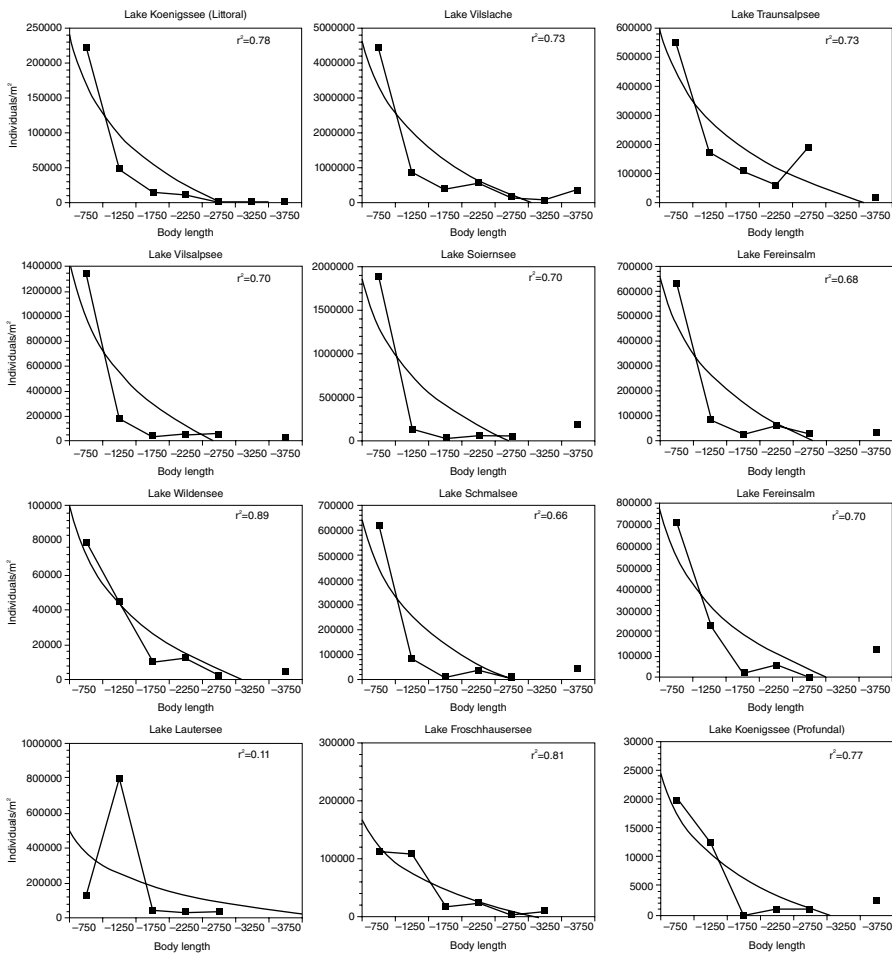 Lake Koenigssee (Littoral)
r²=0.78
Individuals/m²
250000
200000
150000
100000
50000
0
−750 −1250 −1750 −2250 −2750 −3250 −3750
Body length
Lake Vilslache
r²=0.73
5000000
4000000
3000000
2000000
1000000
0
−750 −1250 −1750 −2250 −2750 −3250 −3750
Body length
Lake Traunsalpsee
r²=0.73
600000
500000
400000
300000
200000
100000
0
−750 −1250 −1750 −2250 −2750 −3250 −3750
Body length
Lake Vilsalpsee
r²=0.70
Individuals/m²
1400000
1200000
1000000
800000
600000
400000
200000
0
−750 −1250 −1750 −2250 −2750 −3250 −3750
Body length
Lake Soiernsee
r²=0.70
2000000
1500000
1000000
500000
0
−750 −1250 −1750 −2250 −2750 −3250 −3750
Body length
Lake Fereinsalm
r²=0.68
700000
600000
500000
400000
300000
200000
100000
0
−750 −1250 −1750 −2250 −2750 −3250 −3750
Body length
Lake Wildensee
r²=0.89
Individuals/m²
100000
80000
60000
40000
20000
0
−750 −1250 −1750 −2250 −2750 −3250 −3750
Body length
Lake Schmalsee
r²=0.66
700000
600000
500000
400000
300000
200000
100000
0
−750 −1250 −1750 −2250 −2750 −3250 −3750
Body length
Lake Fereinsalm
r²=0.70
800000
700000
600000
500000
400000
300000
200000
100000
0
−750 −1250 −1750 −2250 −2750 −3250 −3750
Body length
Lake Lautersee
r²=0.11
Individuals/m²
1000000
800000
600000
400000
200000
0
−750 −1250 −1750 −2250 −2750 −3250 −3750
Body length
Lake Froschhausersee
r²=0.81
300000
200000
100000
0
−750 −1250 −1750 −2250 −2750 −3250 −3750
Body length
Lake Koenigssee (Profundal)
r²=0.77
30000
25000
20000
15000
10000
5000
0
−750 −1250 −1750 −2250 −2750 −3250 −3750
Body length